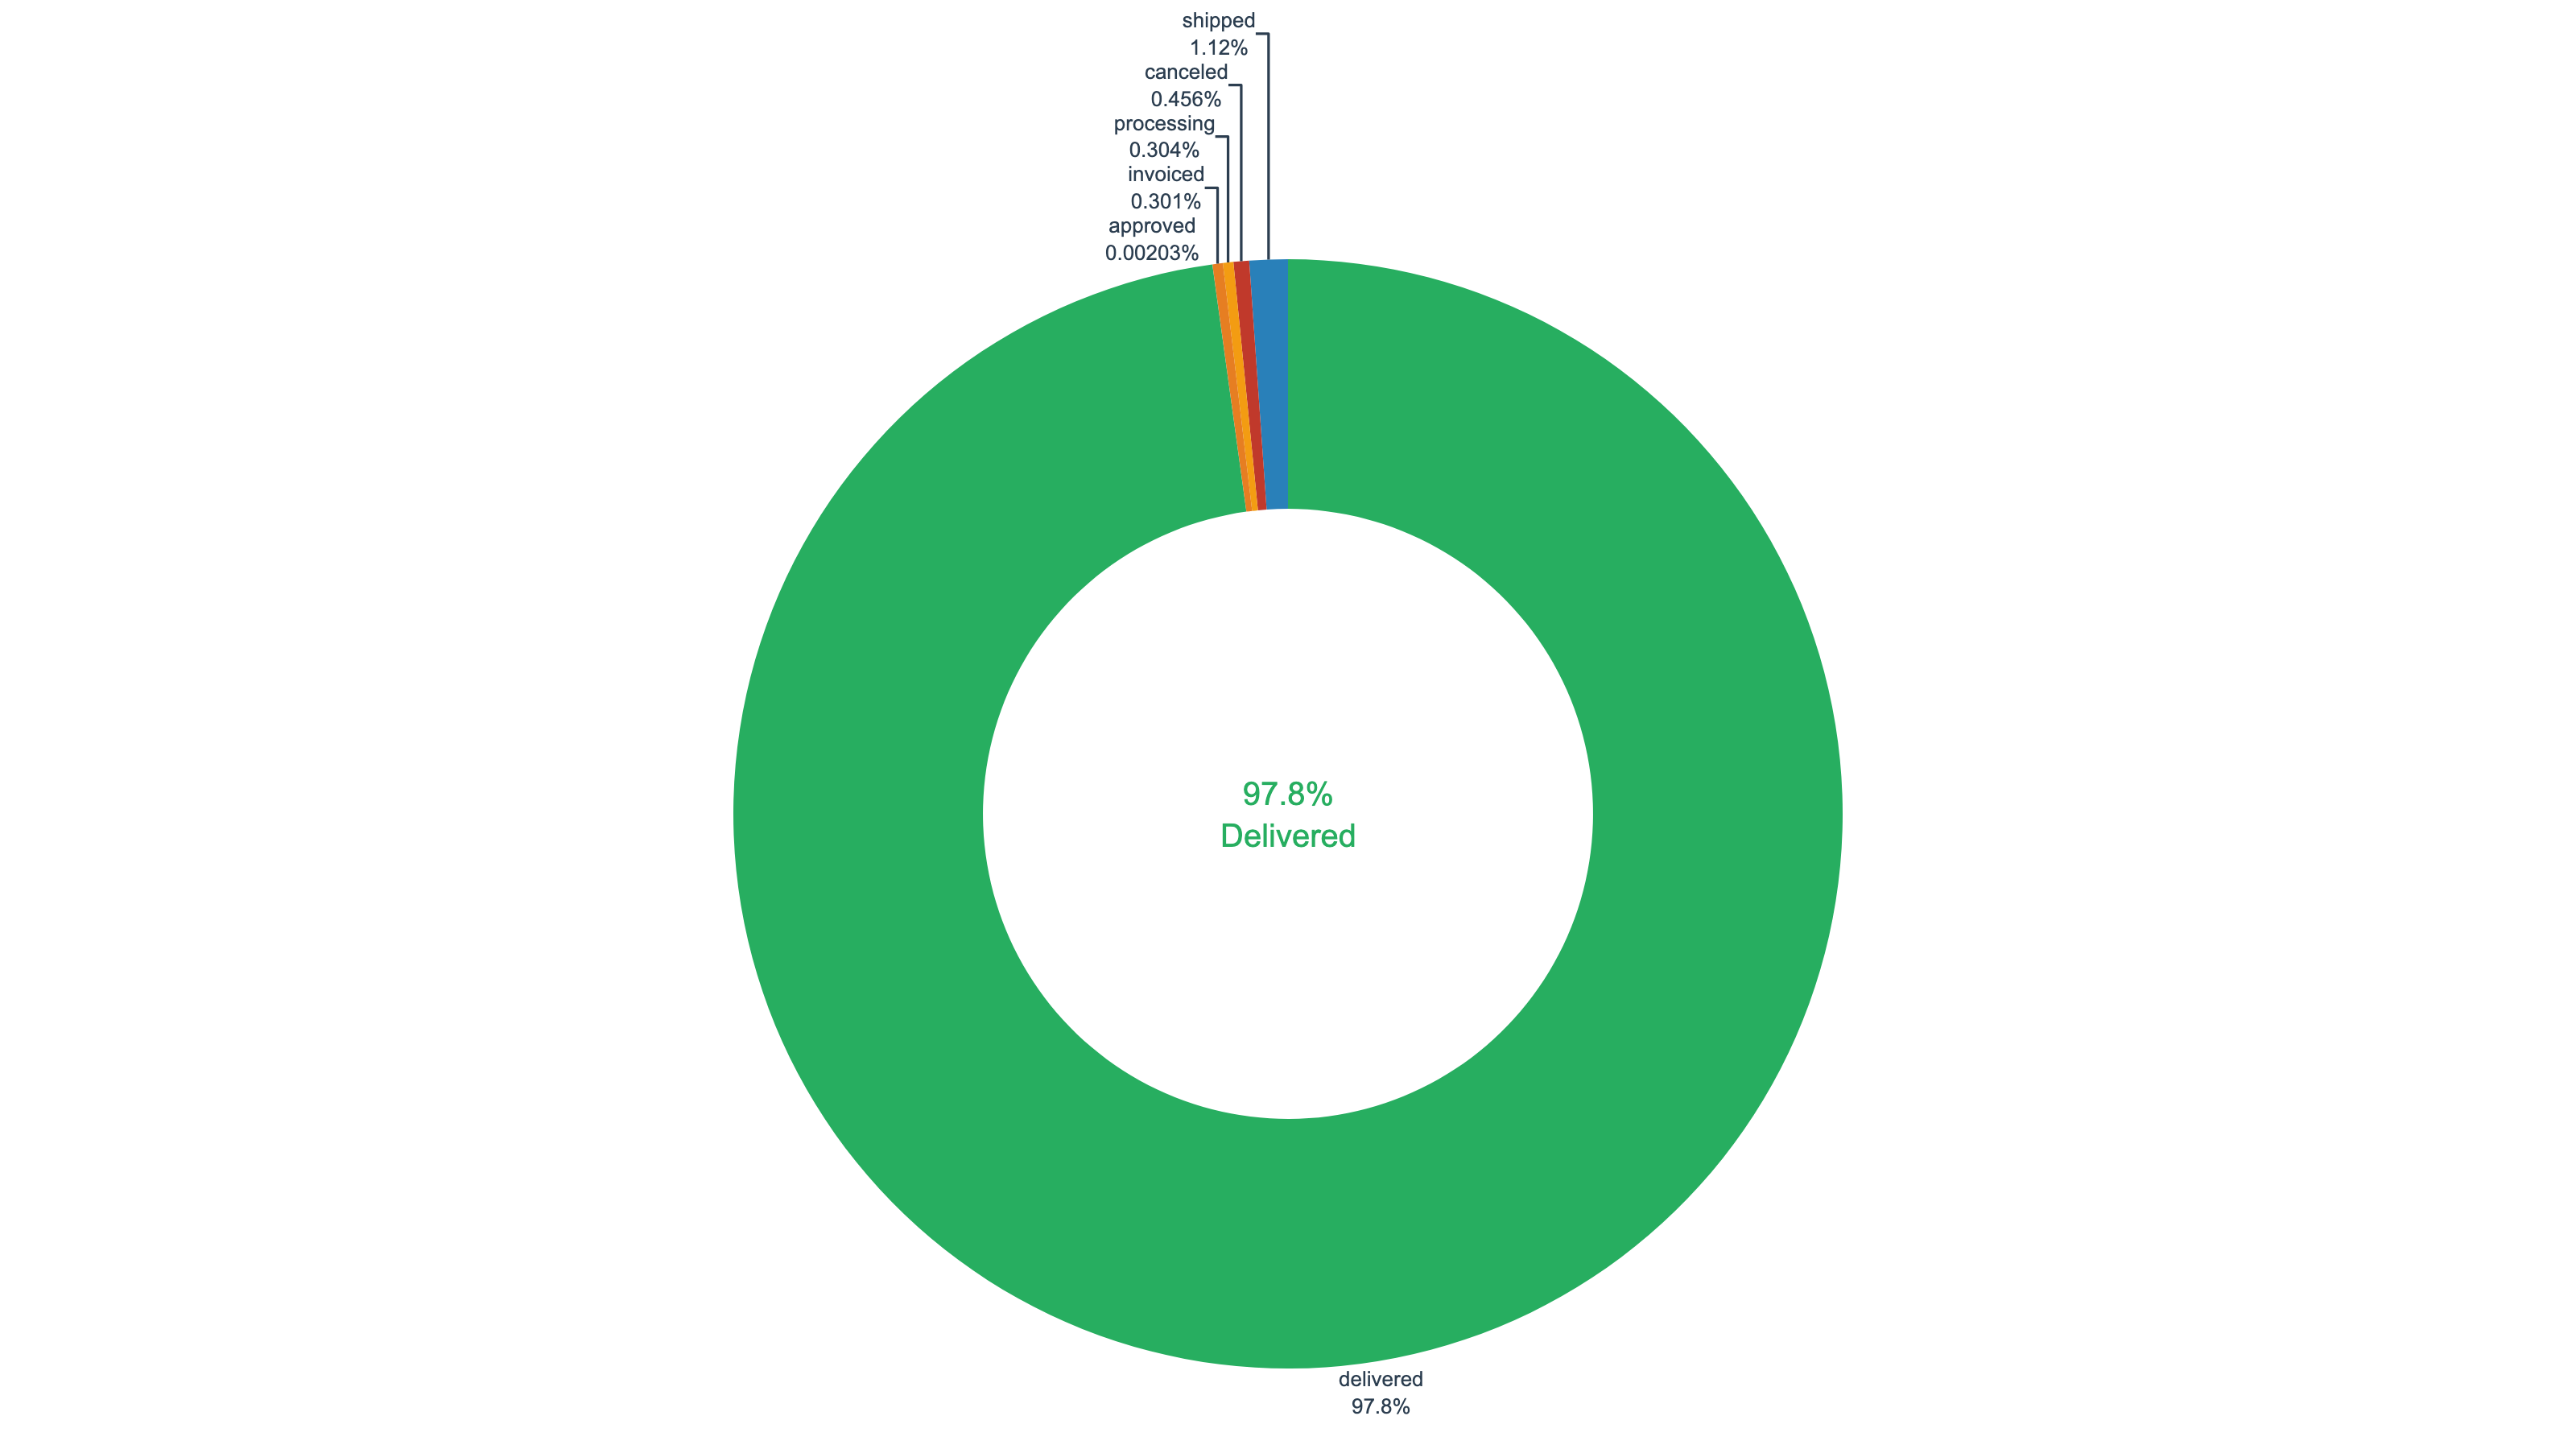 shipped
1.12%
canceled
0.456%
processing
0.304%
invoiced
0.301%
approved
0.00203%
97.8%
Delivered
delivered
97.8%